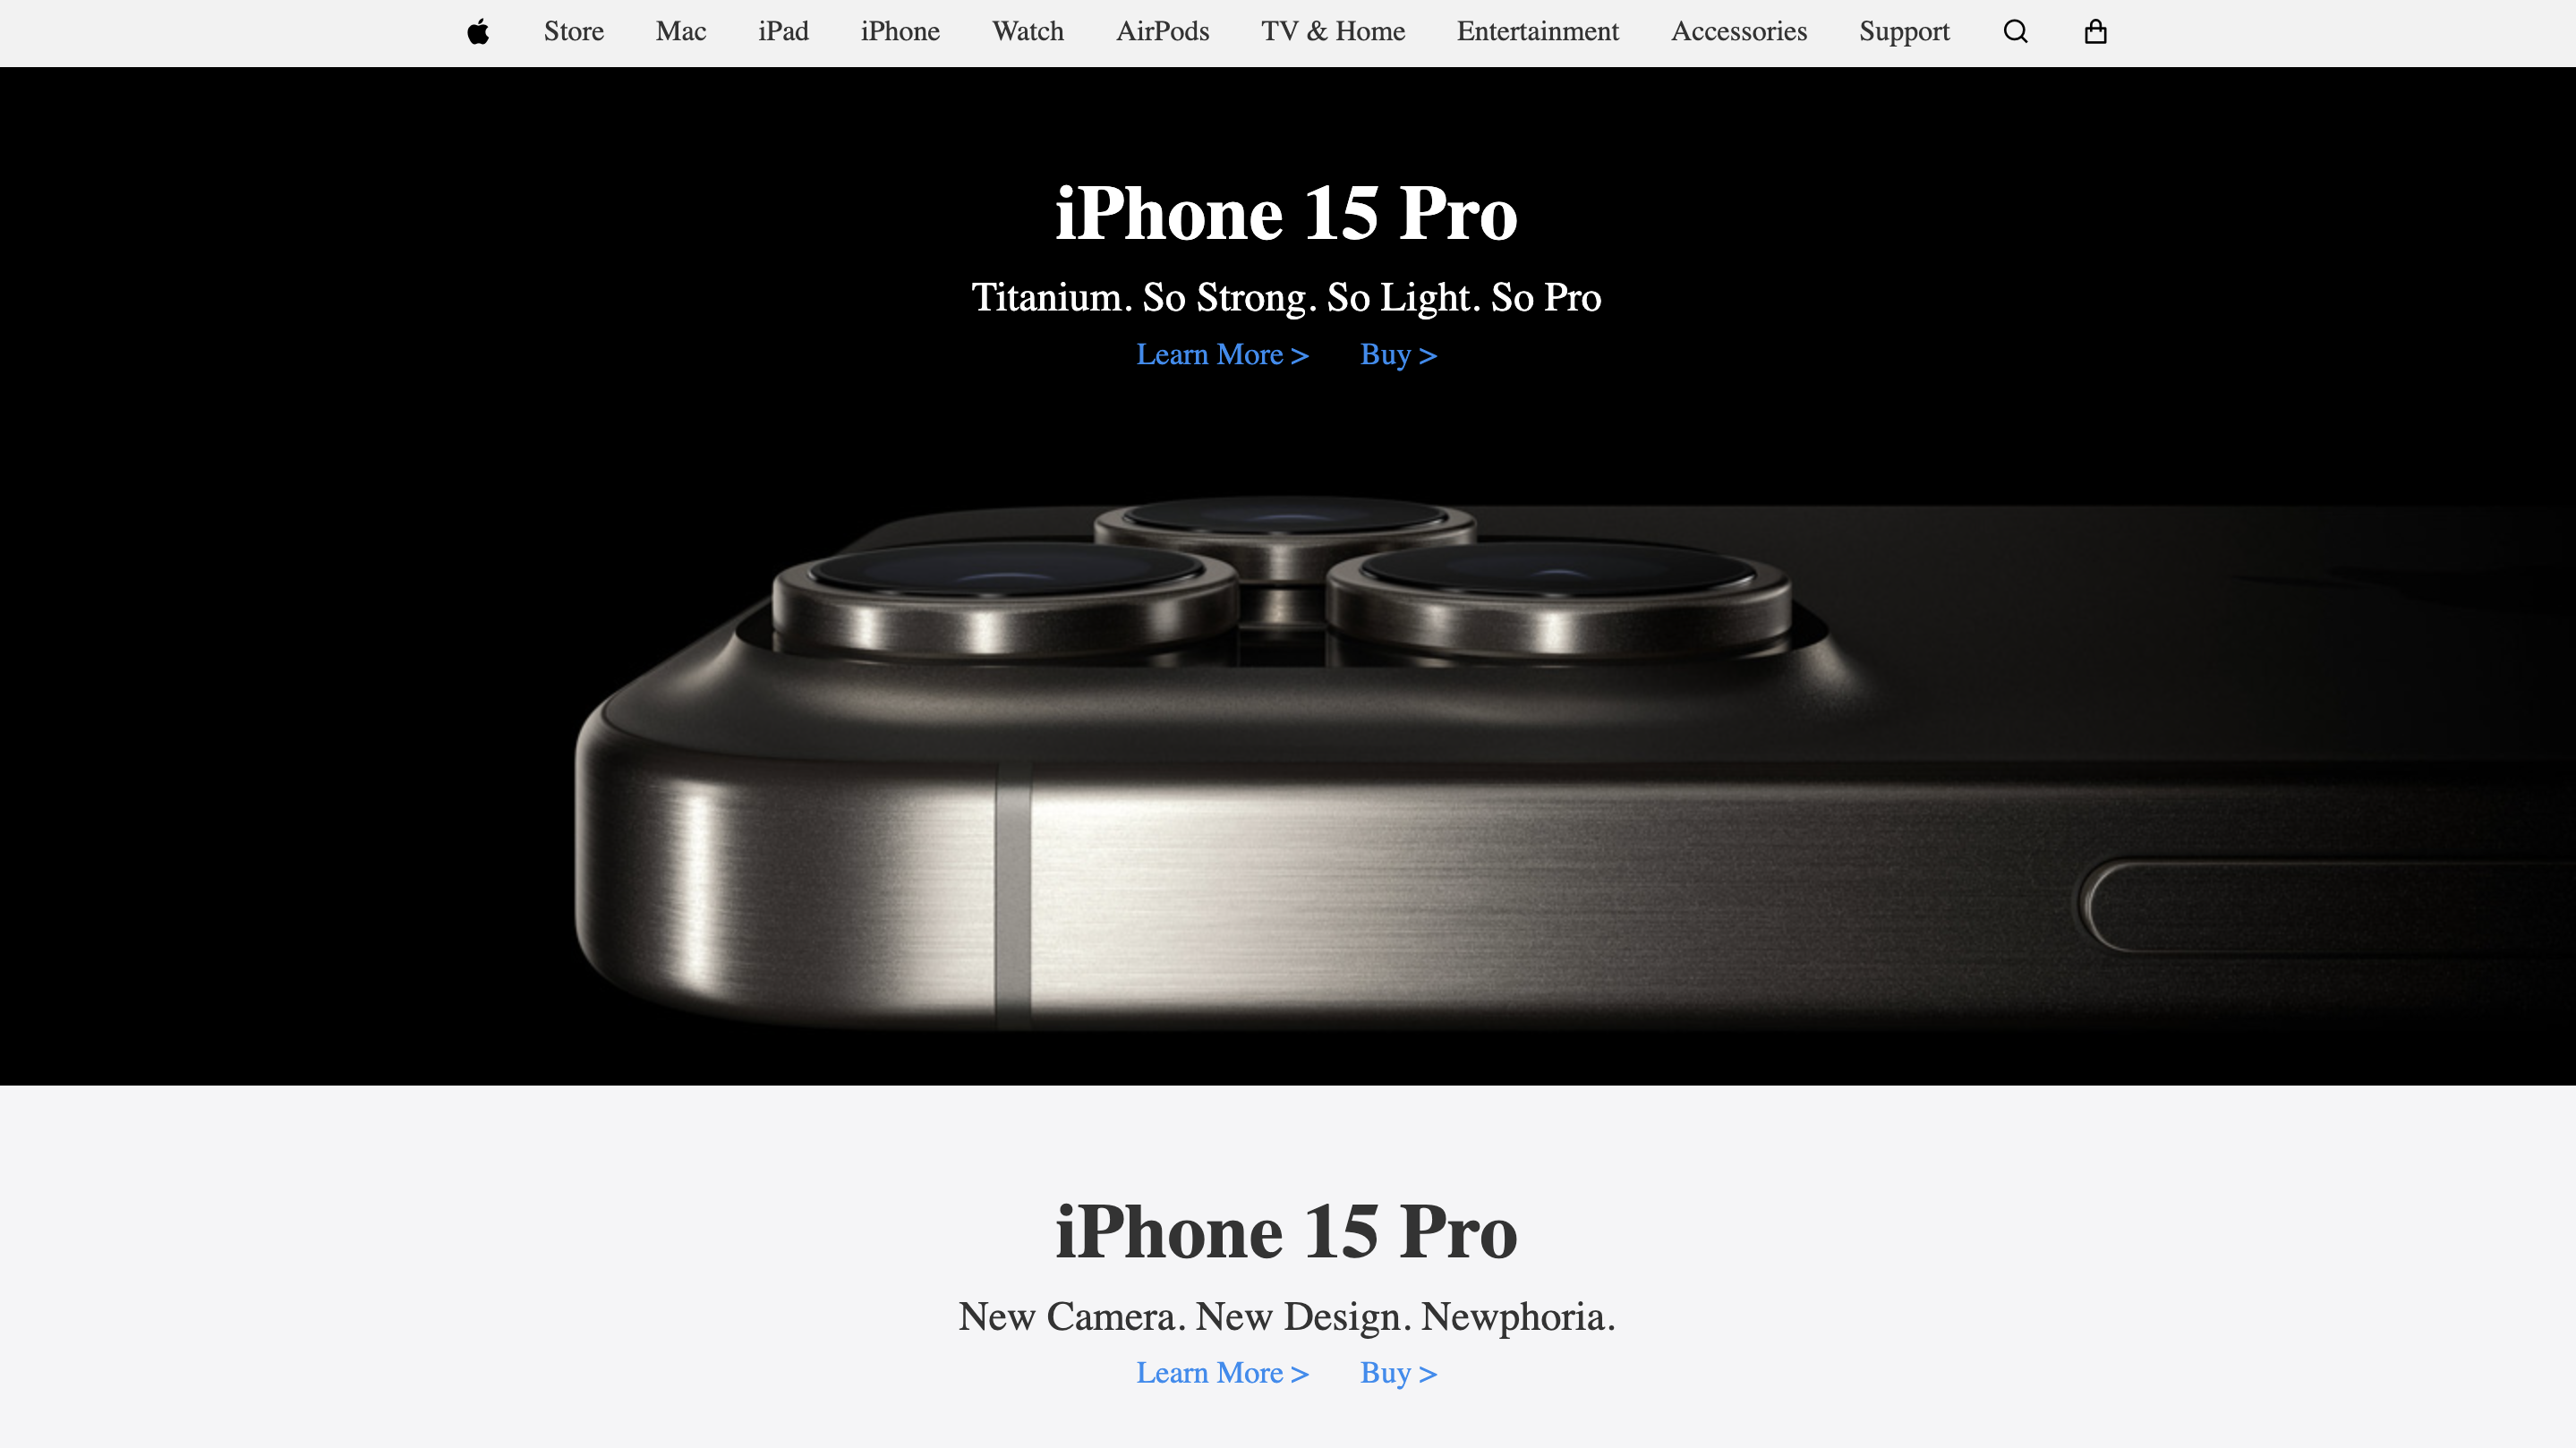 Store Mac iPad iPhone Watch AirPods TV & Home Entertainment Accessories Support
iPhone 15 Pro
Titanium. So Strong. So Light. So Pro
Learn More > Buy >
iPhone 15 Pro
New Camera. New Design. Newphoria.
Learn More > Buy >